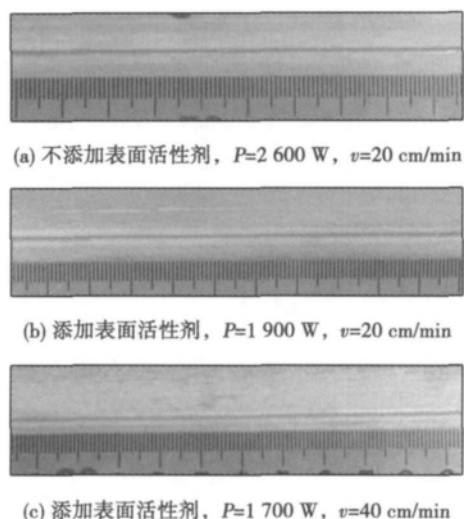 (a) 不添加表面活性剂，P=2 600 W，v=20 cm/min
(b) 添加表面活性剂，P=1 900 W，v=20 cm/min
(c) 添加表面活性剂，P=1 700 W，v=40 cm/min